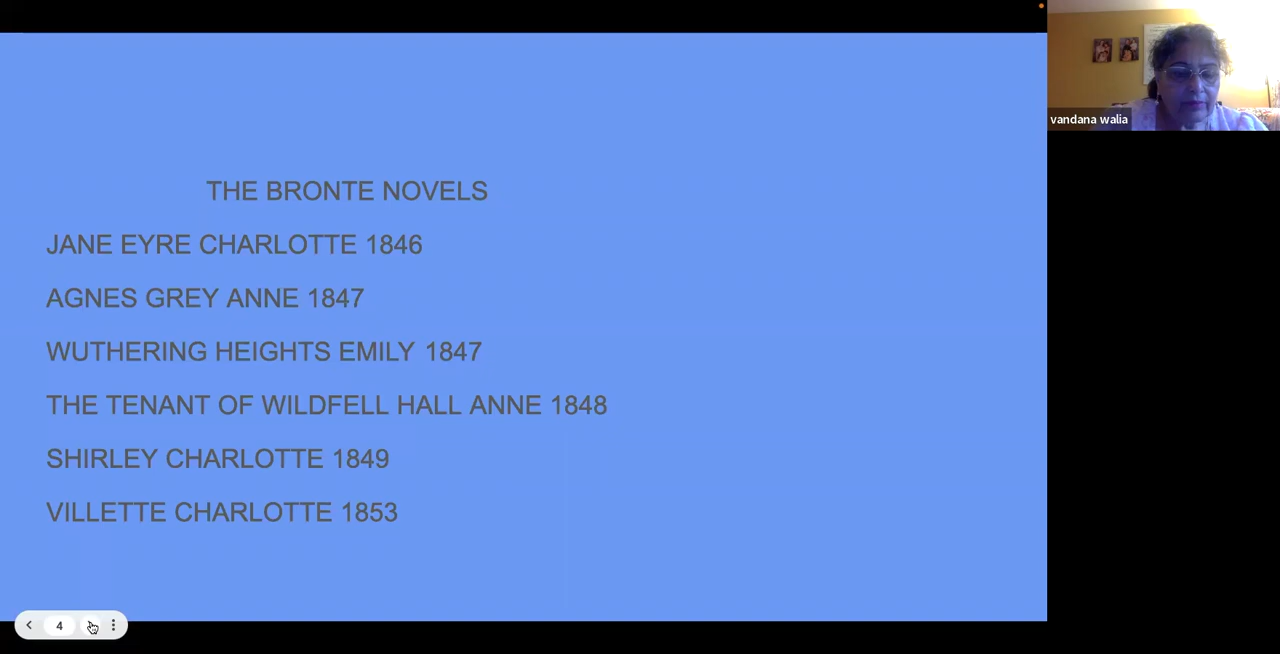 THE BRONTE NOVELS
JANE EYRE CHARLOTTE 1846
AGNES GREY ANNE 1847
WUTHERING HEIGHTS EMILY 1847
THE TENANT OF WILDFELL HALL ANNE 1848
SHIRLEY CHARLOTTE 1849
VILLETTE CHARLOTTE 1853
vandana walia
4